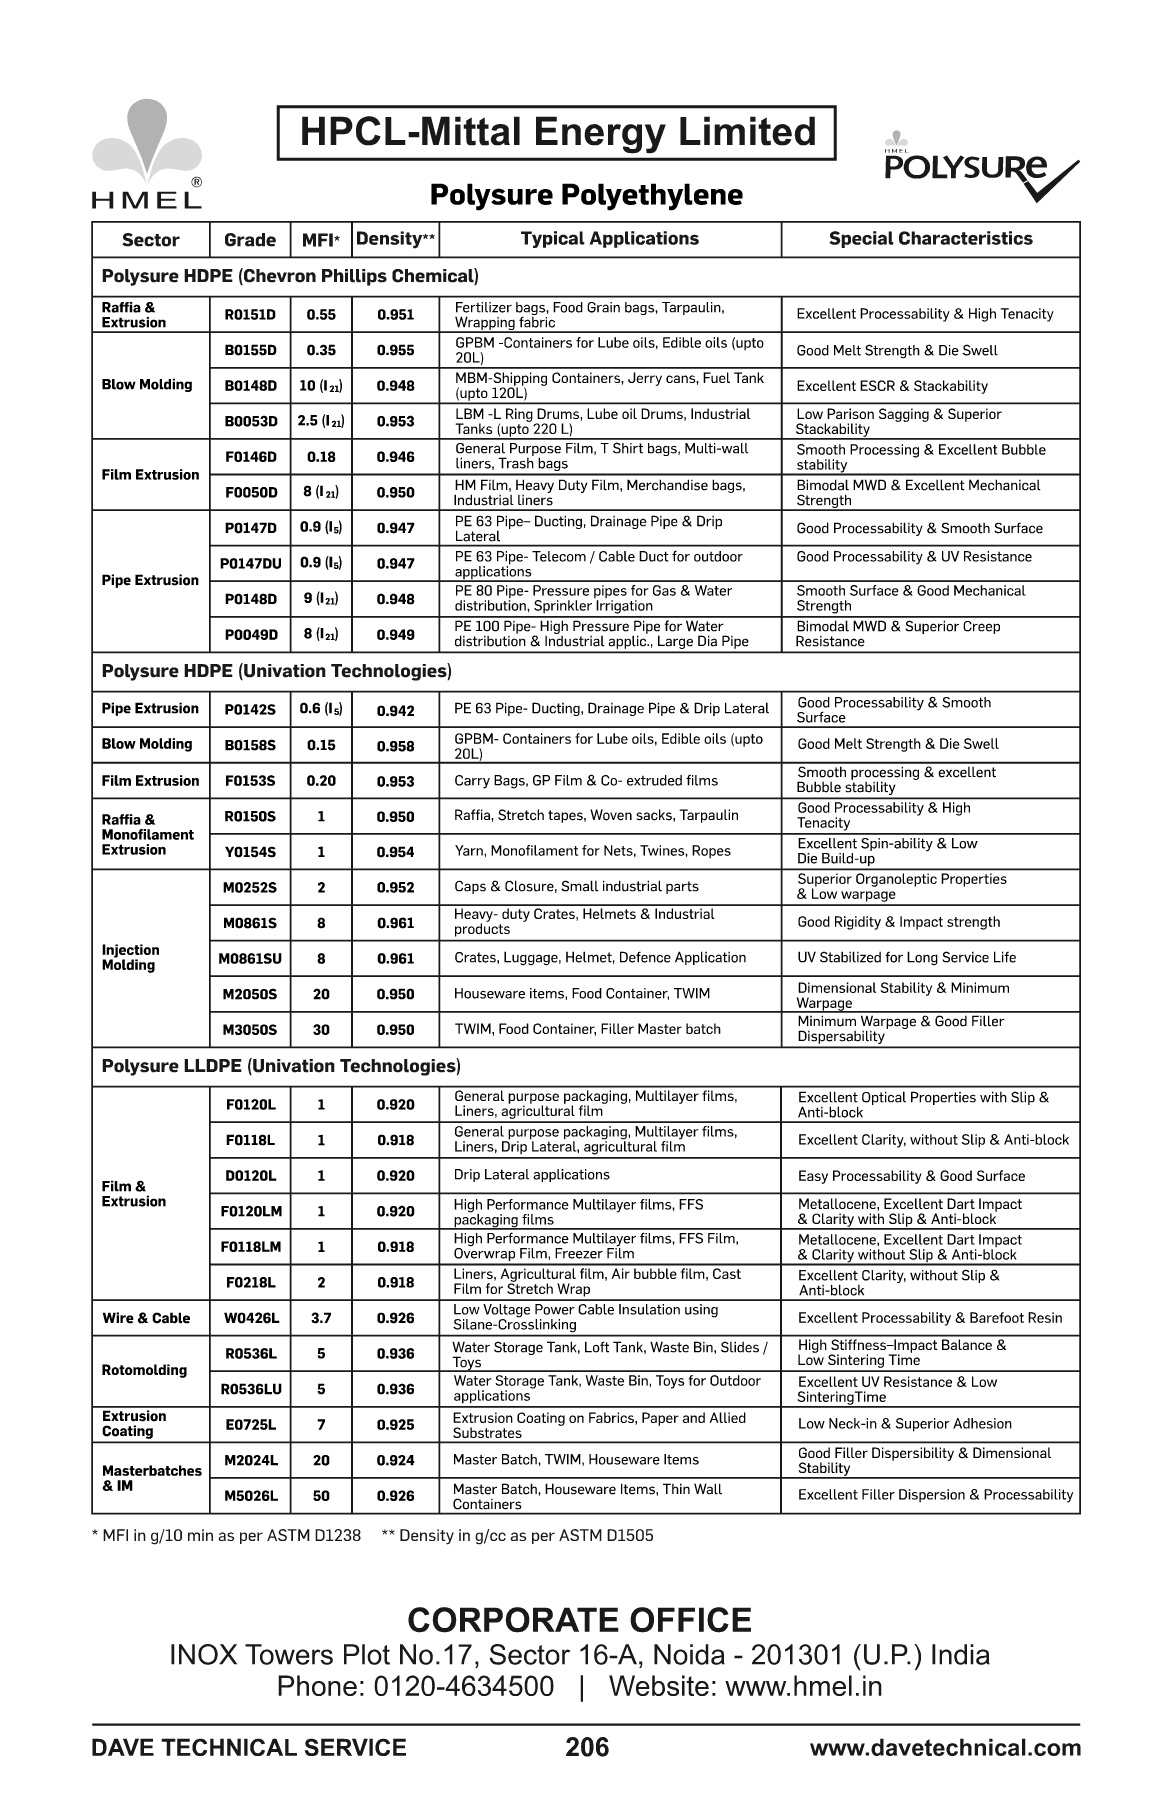 HPCL-Mittal Energy Limited
HMEL®
HMEL
POLYSURe
Polysure Polyethylene
Sector Grade MFI* Density** Typical Applications Special Characteristics
Polysure HDPE (Chevron Phillips Chemical)
Raffia & Extrusion R0151D 0.55 0.951 Fertilizer bags, Food Grain bags, Tarpaulin, Wrapping fabric Excellent Processability & High Tenacity
Blow Molding B0155D 0.35 0.955 GPBM -Containers for Lube oils, Edible oils (upto 20L) Good Melt Strength & Die Swell
B0148D 10 (I21) 0.948 MBM-Shipping Containers, Jerry cans, Fuel Tank (upto 120L) Excellent ESCR & Stackability
B0053D 2.5 (I21) 0.953 LBM -L Ring Drums, Lube oil Drums, Industrial Tanks (upto 220 L) Low Parison Sagging & Superior Stackability
Film Extrusion F0146D 0.18 0.946 General Purpose Film, T Shirt bags, Multi-wall liners, Trash bags Smooth Processing & Excellent Bubble stability
F0050D 8 (I21) 0.950 HM Film, Heavy Duty Film, Merchandise bags, Industrial liners Bimodal MWD & Excellent Mechanical Strength
Pipe Extrusion P0147D 0.9 (I5) 0.947 PE 63 Pipe– Ducting, Drainage Pipe & Drip Lateral Good Processability & Smooth Surface
P0147DU 0.9 (I5) 0.947 PE 63 Pipe- Telecom / Cable Duct for outdoor applications Good Processability & UV Resistance
P0148D 9 (I21) 0.948 PE 80 Pipe- Pressure pipes for Gas & Water distribution, Sprinkler Irrigation Smooth Surface & Good Mechanical Strength
P0049D 8 (I21) 0.949 PE 100 Pipe- High Pressure Pipe for Water distribution & Industrial applic., Large Dia Pipe Bimodal MWD & Superior Creep Resistance
Polysure HDPE (Univation Technologies)
Pipe Extrusion P0142S 0.6 (I5) 0.942 PE 63 Pipe- Ducting, Drainage Pipe & Drip Lateral Good Processability & Smooth Surface
Blow Molding B0158S 0.15 0.958 GPBM- Containers for Lube oils, Edible oils (upto 20L) Good Melt Strength & Die Swell
Film Extrusion F0153S 0.20 0.953 Carry Bags, GP Film & Co- extruded films Smooth processing & excellent Bubble stability
Raffia & Monofilament Extrusion R0150S 1 0.950 Raffia, Stretch tapes, Woven sacks, Tarpaulin Good Processability & High Tenacity
Y0154S 1 0.954 Yarn, Monofilament for Nets, Twines, Ropes Excellent Spin-ability & Low Die Build-up
Injection Molding M0252S 2 0.952 Caps & Closure, Small industrial parts Superior Organoleptic Properties & Low warpage
M0861S 8 0.961 Heavy- duty Crates, Helmets & Industrial products Good Rigidity & Impact strength
M0861SU 8 0.961 Crates, Luggage, Helmet, Defence Application UV Stabilized for Long Service Life
M2050S 20 0.950 Houseware items, Food Container, TWIM Dimensional Stability & Minimum Warpage
M3050S 30 0.950 TWIM, Food Container, Filler Master batch Minimum Warpage & Good Filler Dispersability
Polysure LLDPE (Univation Technologies)
Film & Extrusion F0120L 1 0.920 General purpose packaging, Multilayer films, Liners, agricultural film Excellent Optical Properties with Slip & Anti-block
F0118L 1 0.918 General purpose packaging, Multilayer films, Liners, Drip Lateral, agricultural film Excellent Clarity, without Slip & Anti-block
D0120L 1 0.920 Drip Lateral applications Easy Processability & Good Surface
F0120LM 1 0.920 High Performance Multilayer films, FFS packaging films Metallocene, Excellent Dart Impact & Clarity with Slip & Anti-block
F0118LM 1 0.918 High Performance Multilayer films, FFS Film, Overwrap Film, Freezer Film Metallocene, Excellent Dart Impact & Clarity without Slip & Anti-block
F0218L 2 0.918 Liners, Agricultural film, Air bubble film, Cast Film for Stretch Wrap Excellent Clarity, without Slip & Anti-block
Wire & Cable W0426L 3.7 0.926 Low Voltage Power Cable Insulation using Silane-Crosslinking Excellent Processability & Barefoot Resin
Rotomolding R0536L 5 0.936 Water Storage Tank, Loft Tank, Waste Bin, Slides / Toys High Stiffness–Impact Balance & Low Sintering Time
R0536LU 5 0.936 Water Storage Tank, Waste Bin, Toys for Outdoor applications Excellent UV Resistance & Low SinteringTime
Extrusion Coating E0725L 7 0.925 Extrusion Coating on Fabrics, Paper and Allied Substrates Low Neck-in & Superior Adhesion
Masterbatches & IM M2024L 20 0.924 Master Batch, TWIM, Houseware Items Good Filler Dispersibility & Dimensional Stability
M5026L 50 0.926 Master Batch, Houseware Items, Thin Wall Containers Excellent Filler Dispersion & Processability
* MFI in g/10 min as per ASTM D1238 ** Density in g/cc as per ASTM D1505
CORPORATE OFFICE
INOX Towers Plot No.17, Sector 16-A, Noida - 201301 (U.P.) India
Phone: 0120-4634500 | Website: www.hmel.in
DAVE TECHNICAL SERVICE 206 www.davetechnical.com